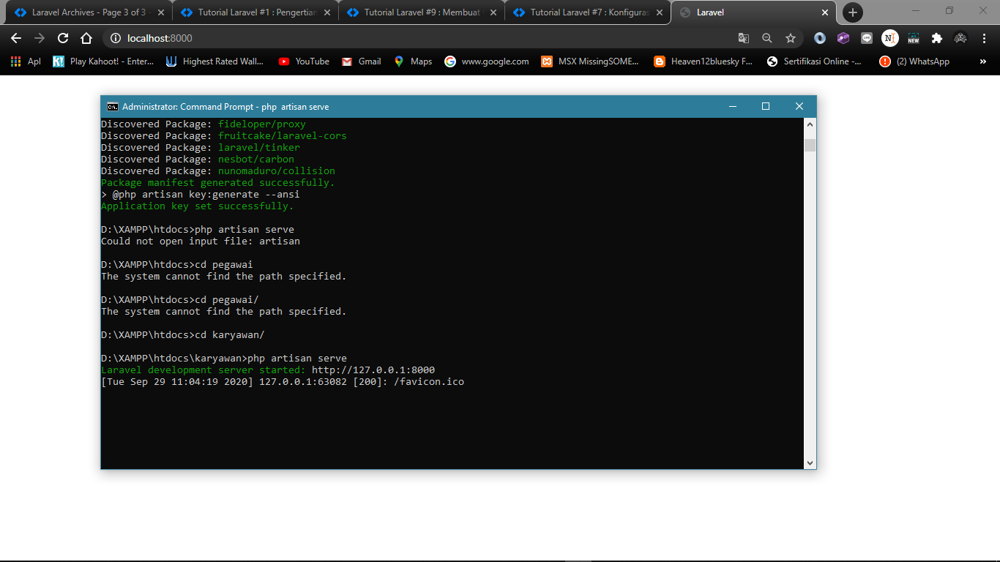 Laravel Archives - Page 3 of 3 -
Tutorial Laravel #1 : Pengertian
Tutorial Laravel #9 : Membuat
Tutorial Laravel #7 : Konfiguras
Laravel
localhost:8000
Apl
Play Kahoot! - Enter...
Highest Rated Wall...
YouTube
Gmail
Maps
www.google.com
MSX MissingSOME...
Heaven12bluesky F...
Sertifikasi Online -...
(2) WhatsApp
»
Administrator: Command Prompt - php  artisan serve
Discovered Package: fideloper/proxy
Discovered Package: fruitcake/laravel-cors
Discovered Package: laravel/tinker
Discovered Package: nesbot/carbon
Discovered Package: nunomaduro/collision
Package manifest generated successfully.
> @php artisan key:generate --ansi
Application key set successfully.
D:\XAMPP\htdocs>php artisan serve
Could not open input file: artisan
D:\XAMPP\htdocs>cd pegawai
The system cannot find the path specified.
D:\XAMPP\htdocs>cd pegawai/
The system cannot find the path specified.
D:\XAMPP\htdocs>cd karyawan/
D:\XAMPP\htdocs\karyawan>php artisan serve
Laravel development server started: http://127.0.0.1:8000
[Tue Sep 29 11:04:19 2020] 127.0.0.1:63082 [200]: /favicon.ico